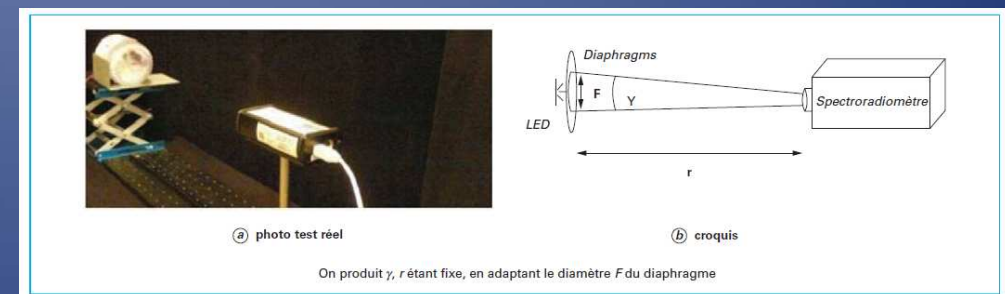 Diaphragms
F
Y
LED
Spectroradiomètre
r
ⓐ photo test réel
ⓑ croquis
On produit γ, r étant fixe, en adaptant le diamètre F du diaphragme